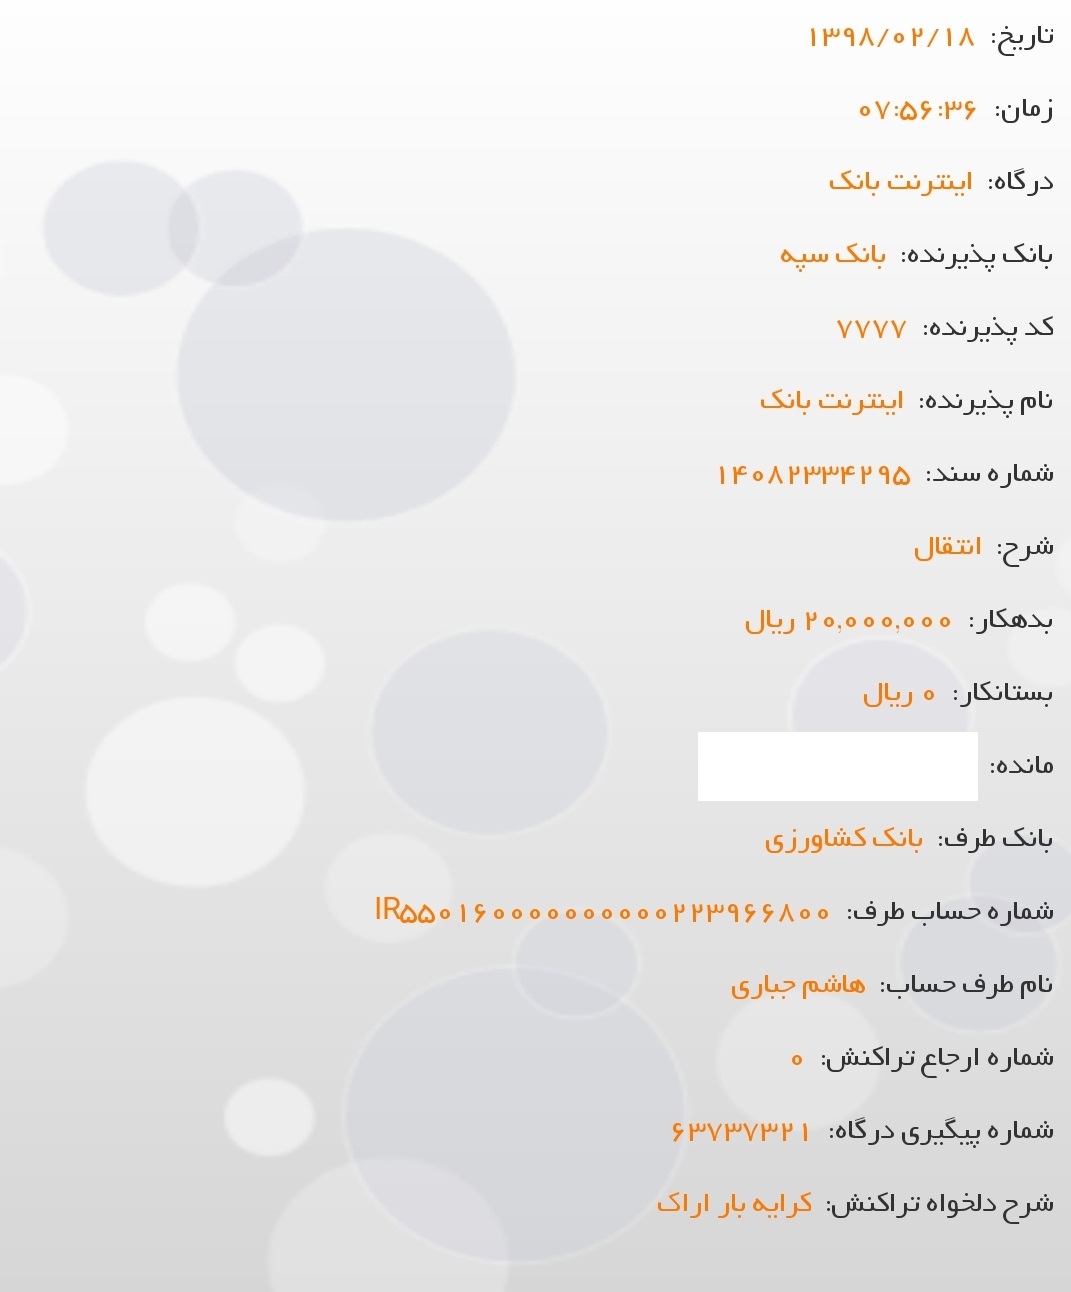 تاریخ: ۱۳۹۸/۰۲/۱۸
زمان: ۰۷:۵۶:۳۶
درگاه: اینترنت بانک
بانک پذیرنده: بانک سپه
کد پذیرنده: ۷۷۷۷
نام پذیرنده: اینترنت بانک
شماره سند: ۱۴۰۸۲۳۳۴۲۹۵
شرح: انتقال
بدهکار: ۲۰,۰۰۰,۰۰۰ ریال
بستانکار: ۰ ریال
مانده:
بانک طرف: بانک کشاورزی
شماره حساب طرف: IR۵۵۰۱۶۰۰۰۰۰۰۰۰۰۰۲۲۳۹۶۶۸۰۰
نام طرف حساب: هاشم جباری
شماره ارجاع تراکنش: ۰
شماره پیگیری درگاه: ۶۳۷۳۷۳۲۱
شرح دلخواه تراکنش: کرایه بار اراک